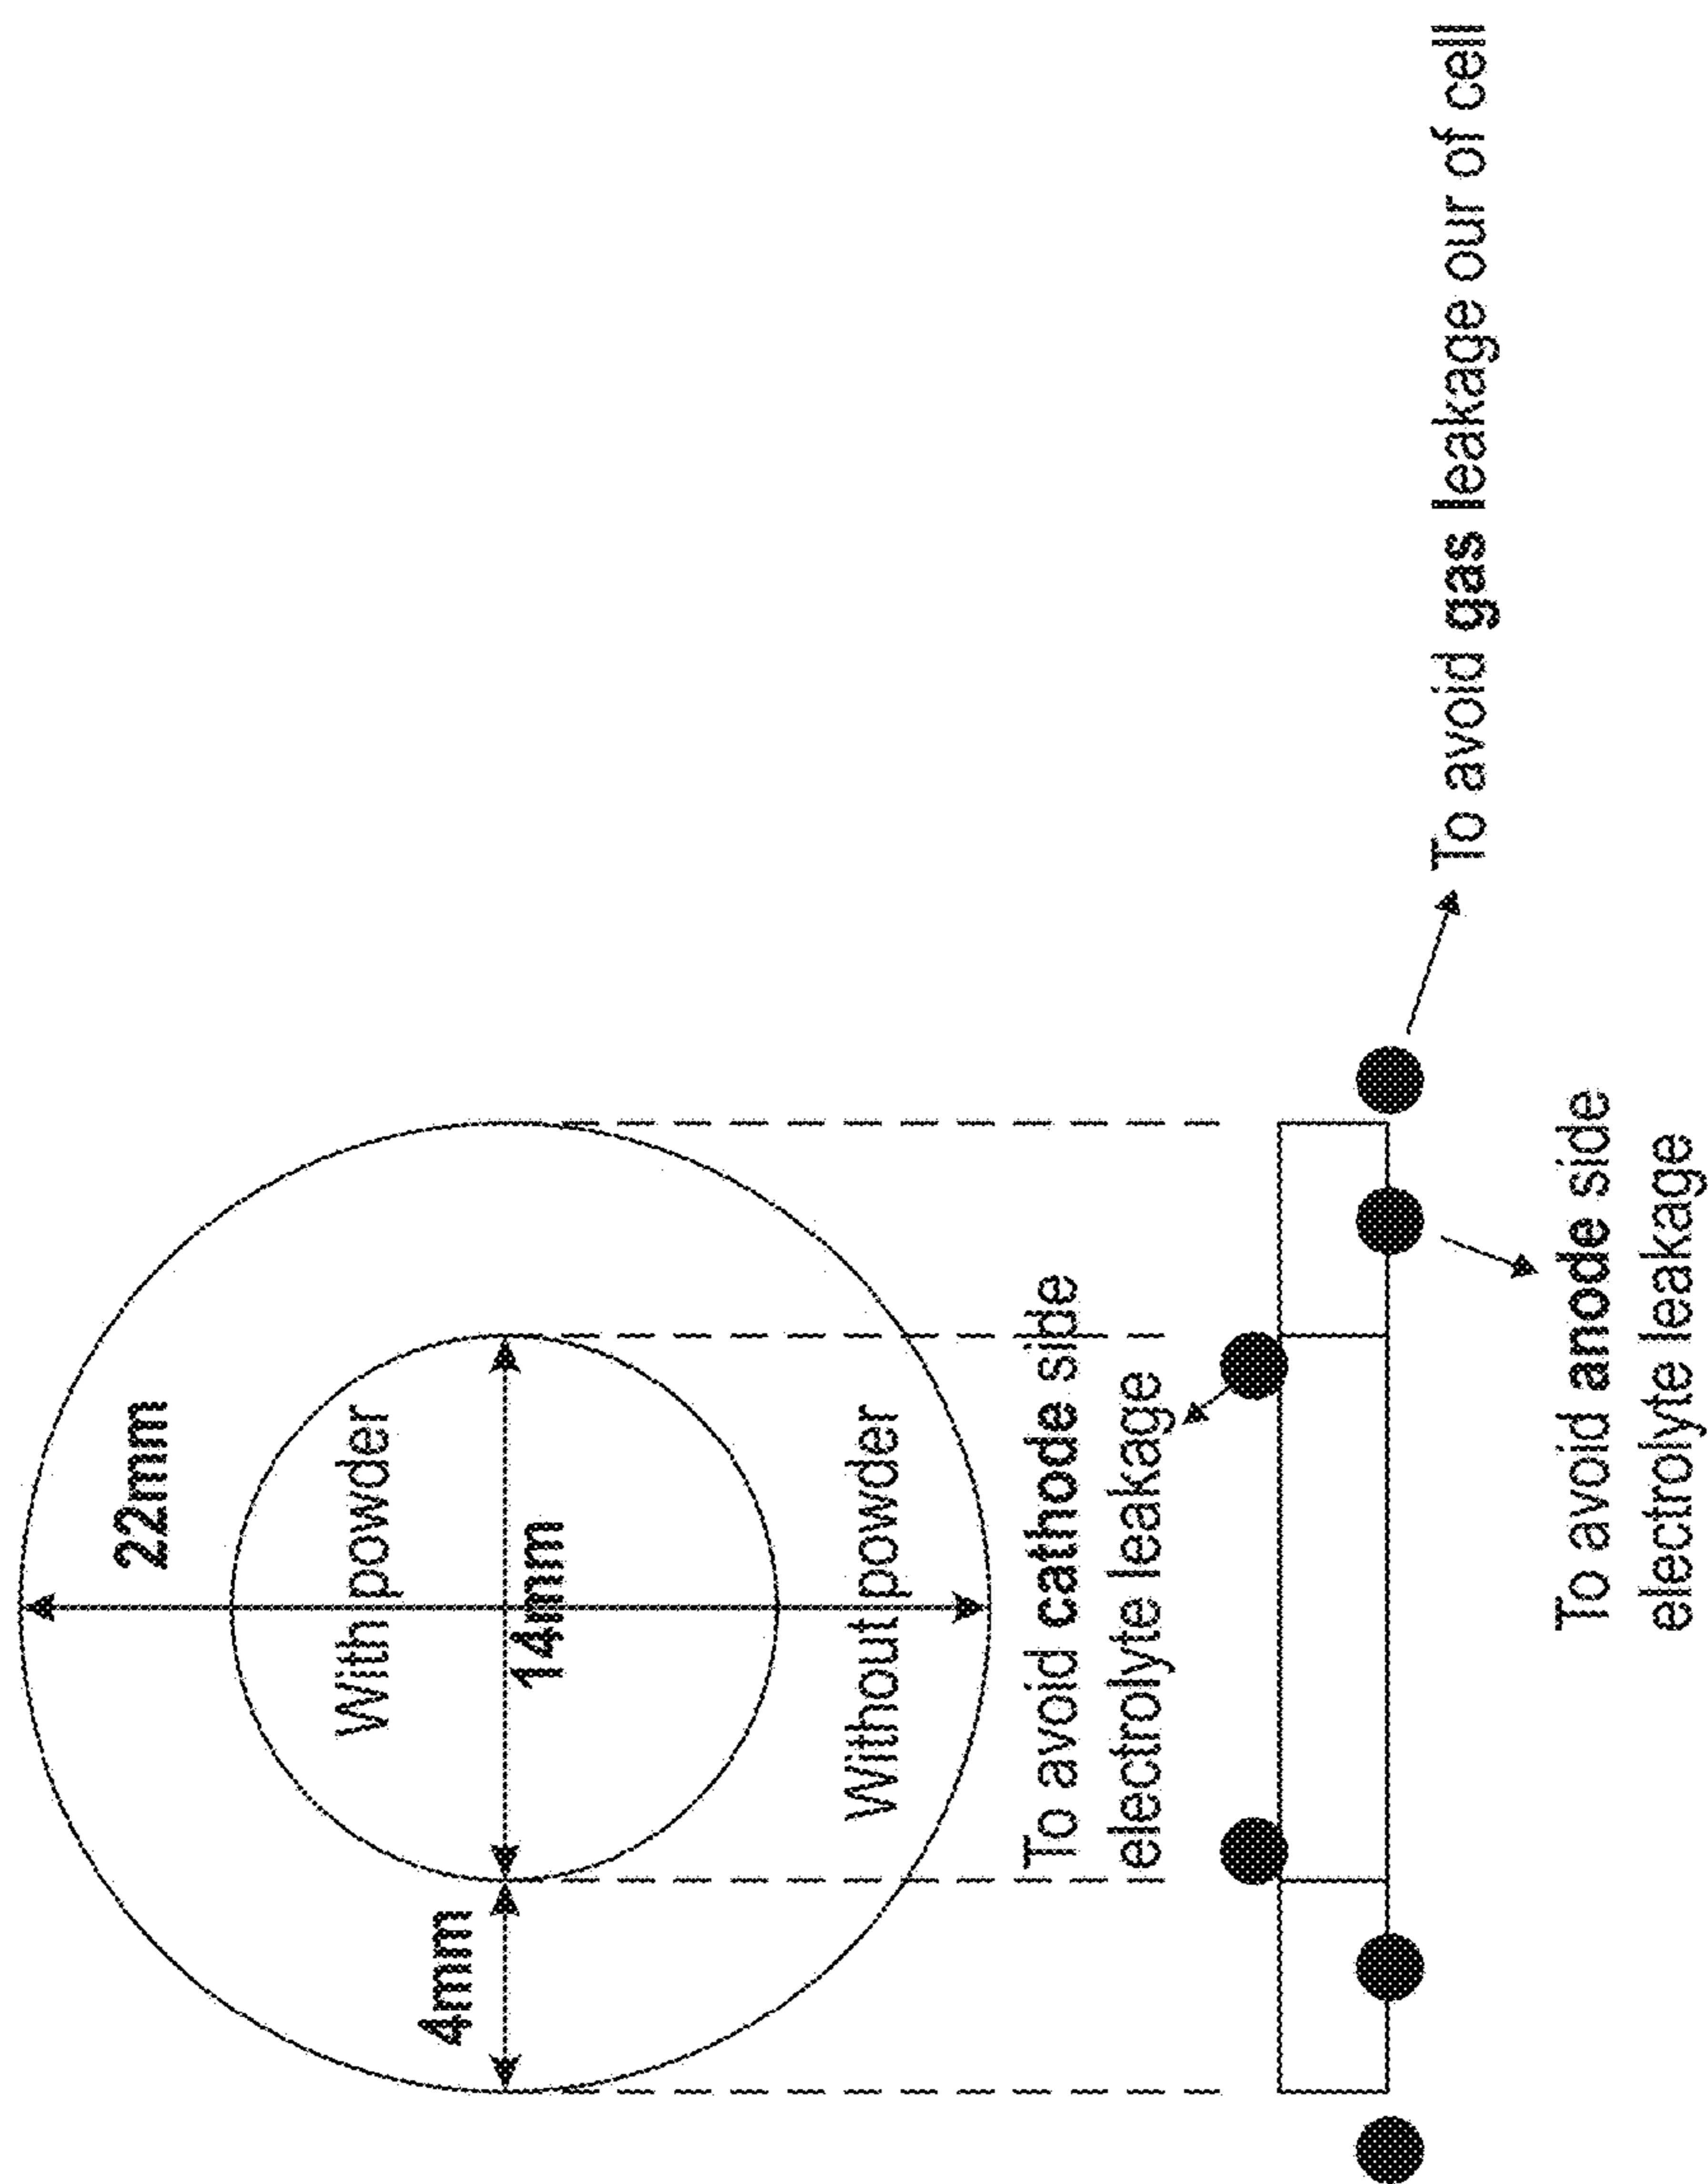 22mm
With powder
4mm
14mm
Without powder
To avoid cathode side
electrolyte leakage
To avoid gas leakage our of cell
To avoid anode side
electrolyte leakage